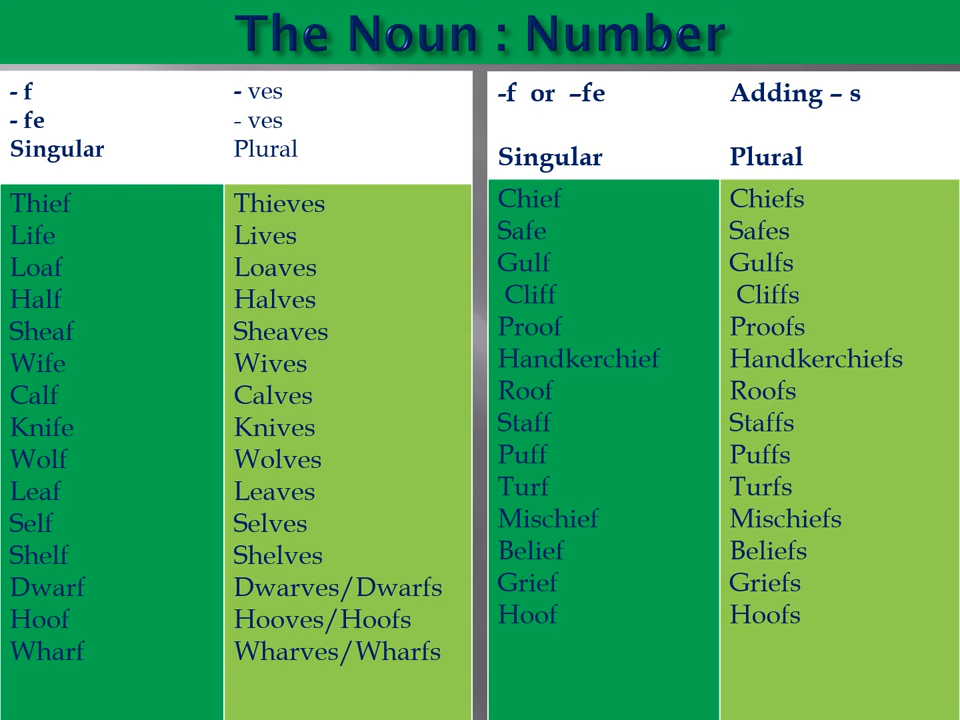 The Noun : Number
- f - ves
- fe - ves
Singular Plural
Thief Thieves
Life Lives
Loaf Loaves
Half Halves
Sheaf Sheaves
Wife Wives
Calf Calves
Knife Knives
Wolf Wolves
Leaf Leaves
Self Selves
Shelf Shelves
Dwarf Dwarves/Dwarfs
Hoof Hooves/Hoofs
Wharf Wharves/Wharfs
-f or –fe Adding – s
Singular Plural
Chief Chiefs
Safe Safes
Gulf Gulfs
Cliff Cliffs
Proof Proofs
Handkerchief Handkerchiefs
Roof Roofs
Staff Staffs
Puff Puffs
Turf Turfs
Mischief Mischiefs
Belief Beliefs
Grief Griefs
Hoof Hoofs